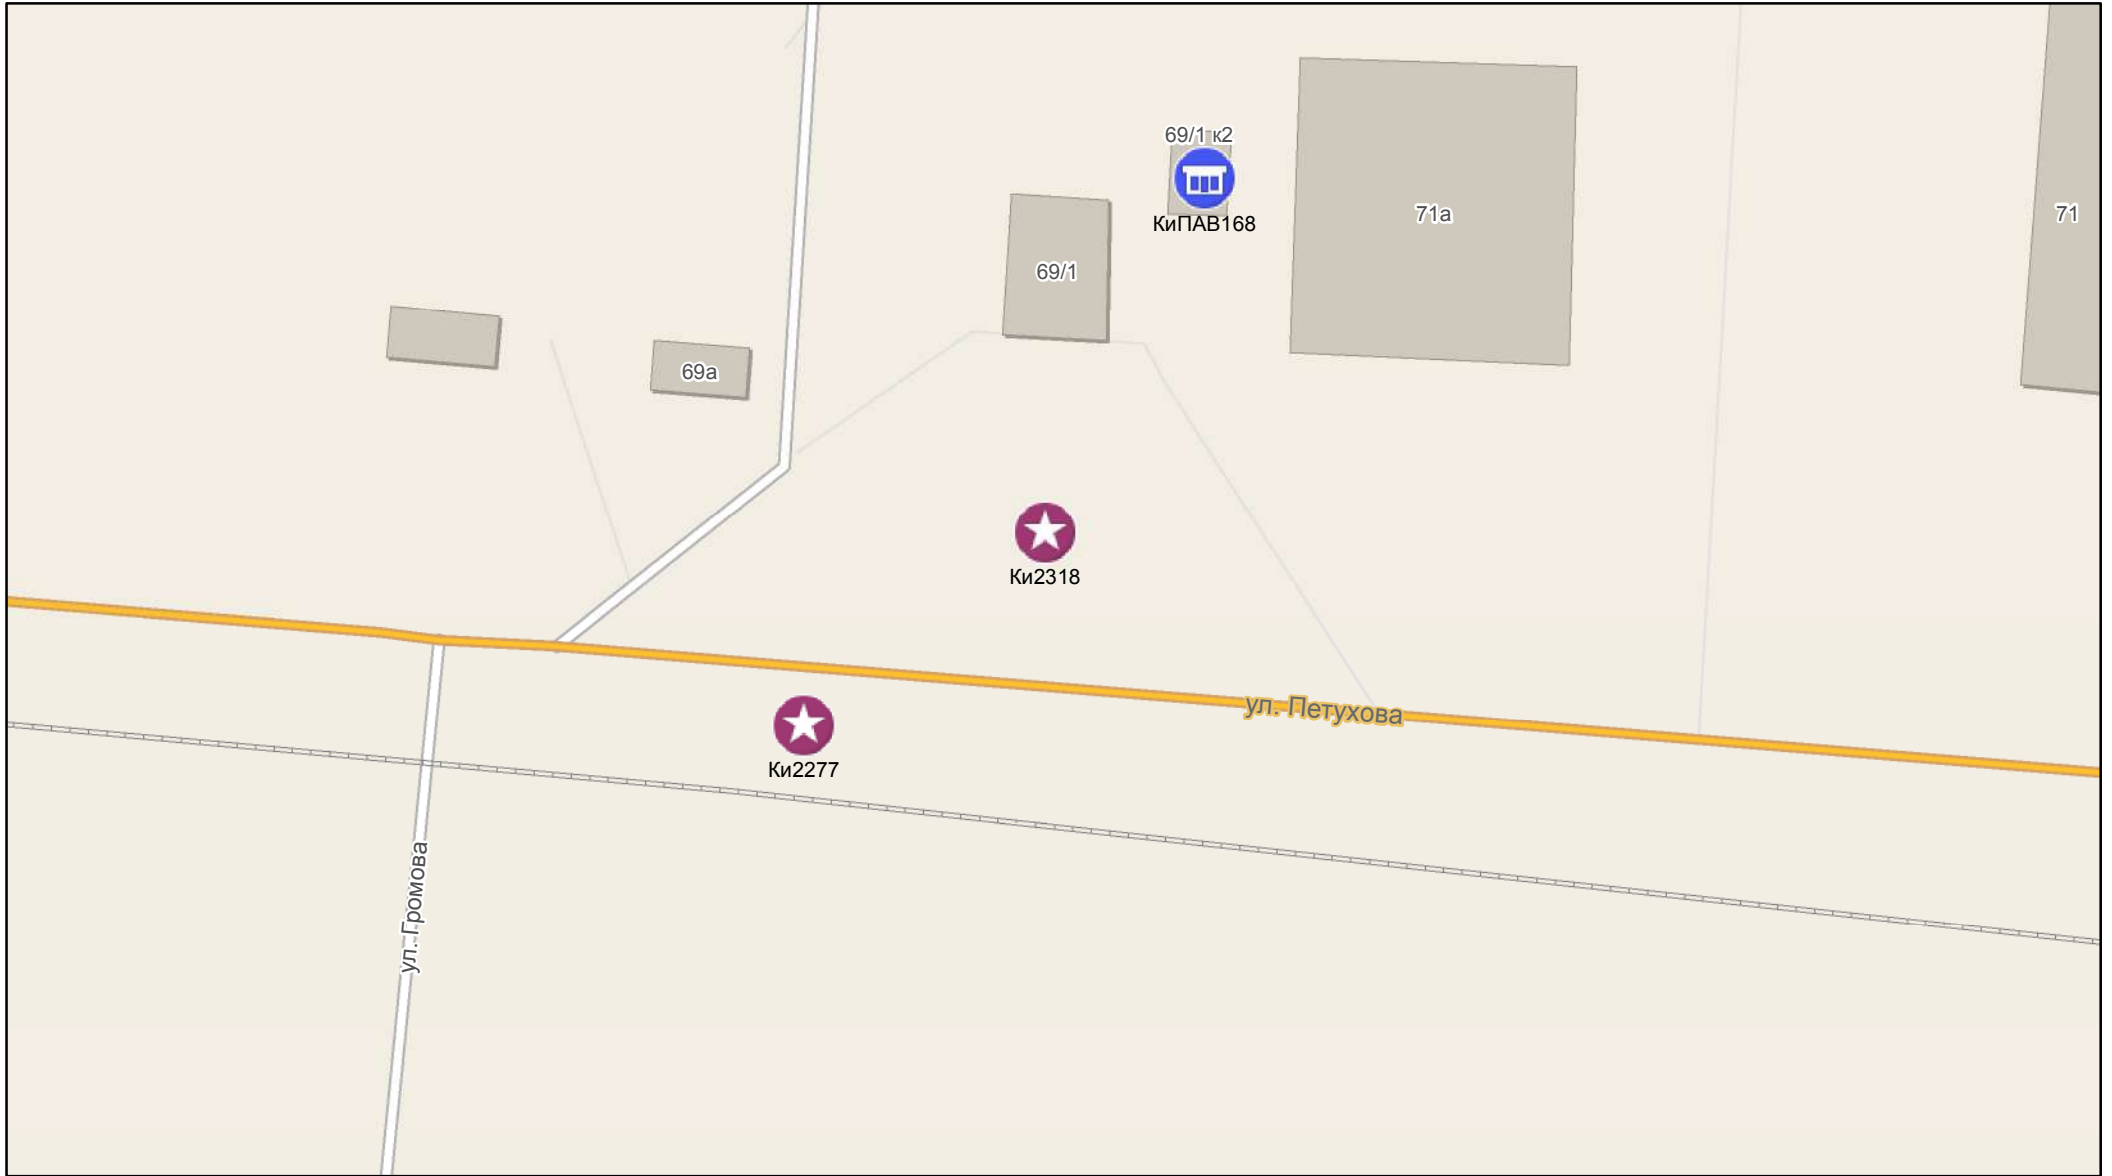 69/1 к2
КиПАВ168
71а
71
69/1
69а
Ки2318
ул. Петухова
Ки2277
ул. Громова